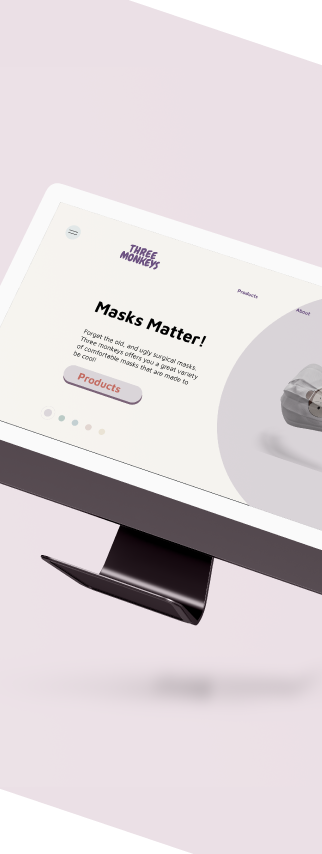 THREE
MONKEYS
Products
About
Masks Matter!
Forget the old, and ugly surgical masks.
Three monkeys offers you a great variety
of comfortable masks that are made to
be cool!
Products